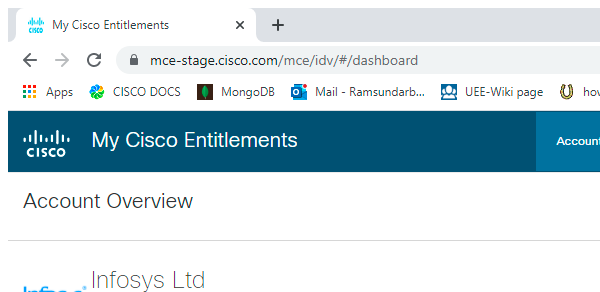 My Cisco Entitlements
mce-stage.cisco.com/mce/idv/#/dashboard
Apps CISCO DOCS MongoDB Mail - Ramsundarb... UEE-Wiki page
CISCO My Cisco Entitlements Account
Account Overview
Infosys Ltd